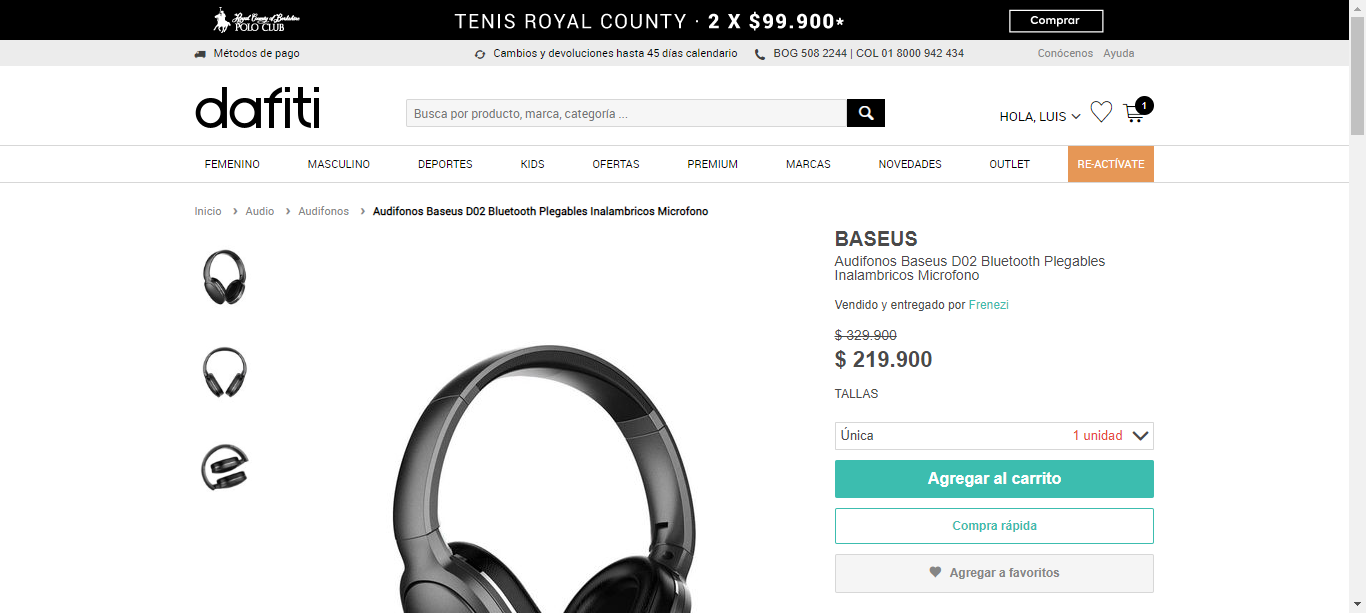 Royal County of Berkshire
POLO CLUB
TENIS ROYAL COUNTY · 2 X $99.900*
Comprar
Métodos de pago
Cambios y devoluciones hasta 45 días calendario
BOG 508 2244 | COL 01 8000 942 434
Conócenos
Ayuda
dafiti
Busca por producto, marca, categoría ...
HOLA, LUIS
1
FEMENINO
MASCULINO
DEPORTES
KIDS
OFERTAS
PREMIUM
MARCAS
NOVEDADES
OUTLET
RE-ACTÍVATE
Inicio > Audio > Audifonos > Audifonos Baseus D02 Bluetooth Plegables Inalambricos Microfono
BASEUS
Audifonos Baseus D02 Bluetooth Plegables
Inalambricos Microfono
Vendido y entregado por Frenezi
$ 329.900
$ 219.900
TALLAS
Única 1 unidad
Agregar al carrito
Compra rápida
Agregar a favoritos